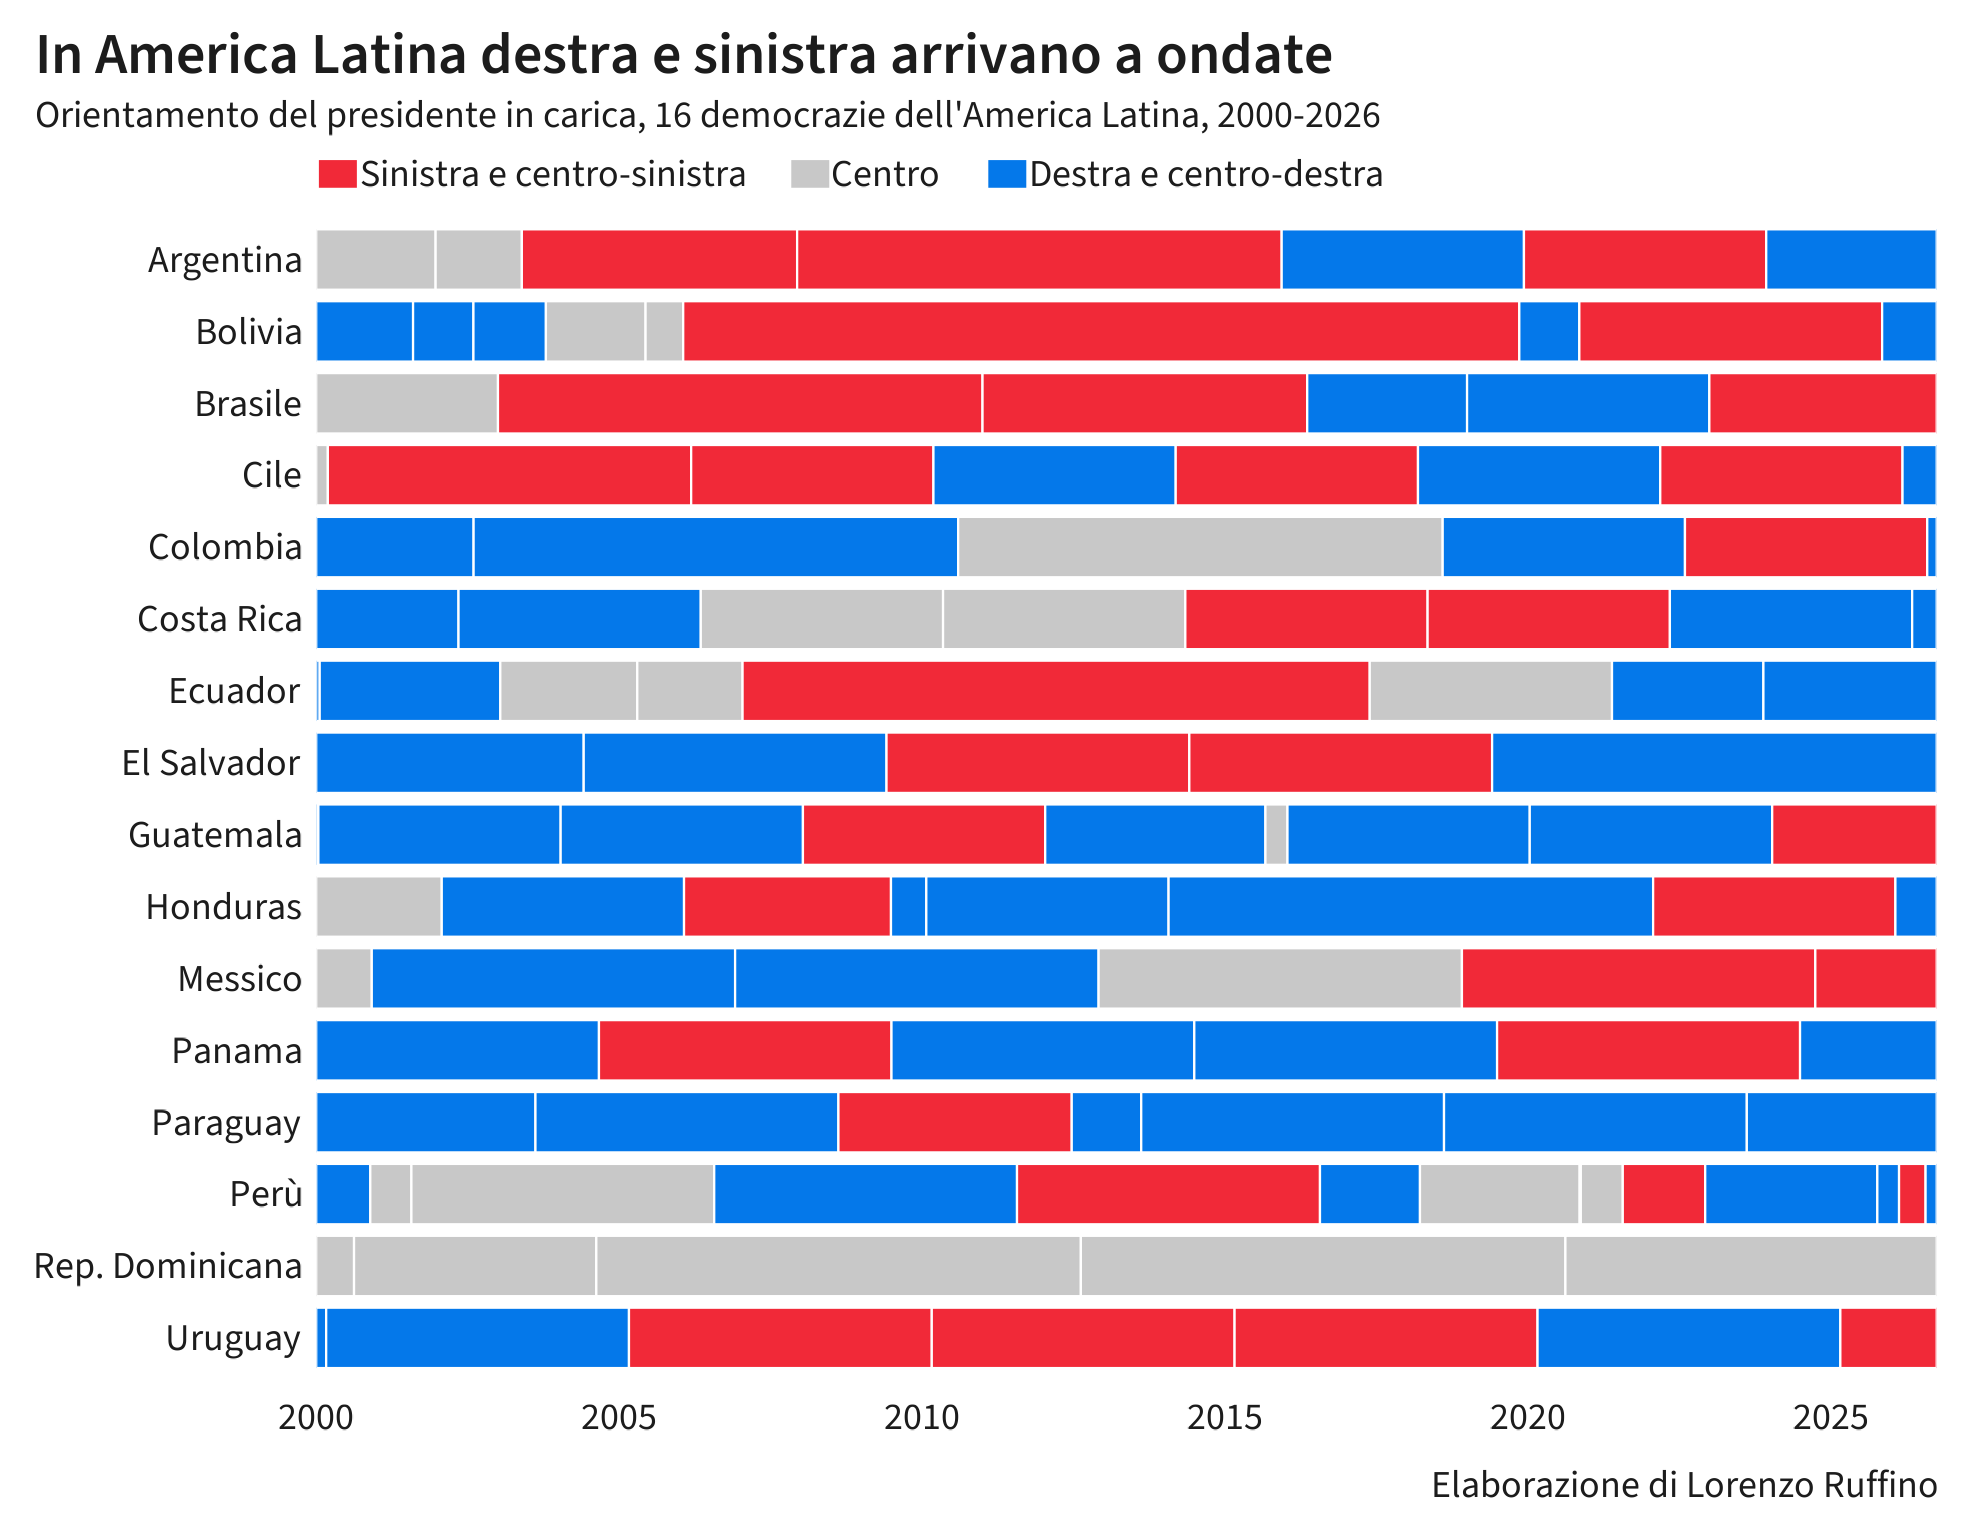 In America Latina destra e sinistra arrivano a ondate
Orientamento del presidente in carica, 16 democrazie dell'America Latina, 2000-2026
Sinistra e centro-sinistra Centro Destra e centro-destra
Argentina
Bolivia
Brasile
Cile
Colombia
Costa Rica
Ecuador
El Salvador
Guatemala
Honduras
Messico
Panama
Paraguay
Perù
Rep. Dominicana
Uruguay
2000 2005 2010 2015 2020 2025
Elaborazione di Lorenzo Ruffino